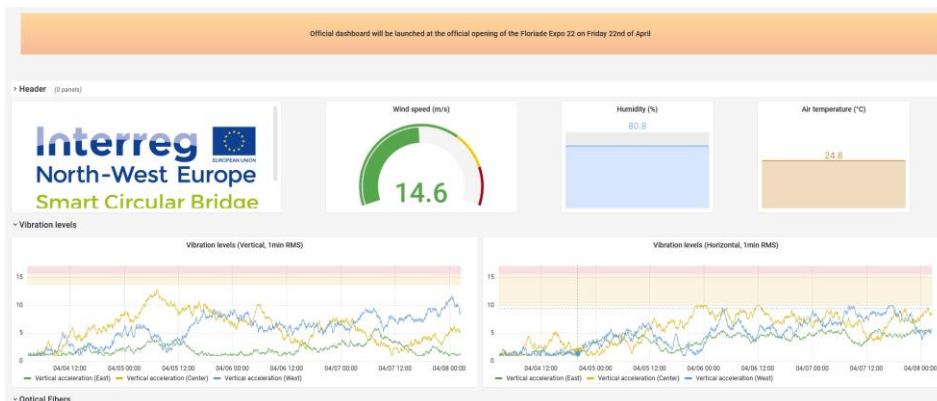 Official dashboard will be launched at the official opening of the Floriade Expo 22 on Friday 22nd of April
> Header (0 panels)
Interreg
EUROPEAN UNION
North-West Europe
Smart Circular Bridge
Wind speed (m/s)
14.6
Humidity (%)
80.8
Air temperature (°C)
24.8
Vibration levels
Vibration levels (Vertical, 1min RMS)
15
10
5
0
04/04 12:00 04/05 00:00 04/05 12:00 04/06 00:00 04/06 12:00 04/07 00:00 04/07 12:00 04/08 00:00
Vertical acceleration (East) Vertical acceleration (Center) Vertical acceleration (West)
Vibration levels (Horizontal, 1min RMS)
15
10
5
0
04/04 12:00 04/05 00:00 04/05 12:00 04/06 00:00 04/06 12:00 04/07 00:00 04/07 12:00 04/08 00:00
Vertical acceleration (East) Vertical acceleration (Center) Vertical acceleration (West)
Optical Fibers